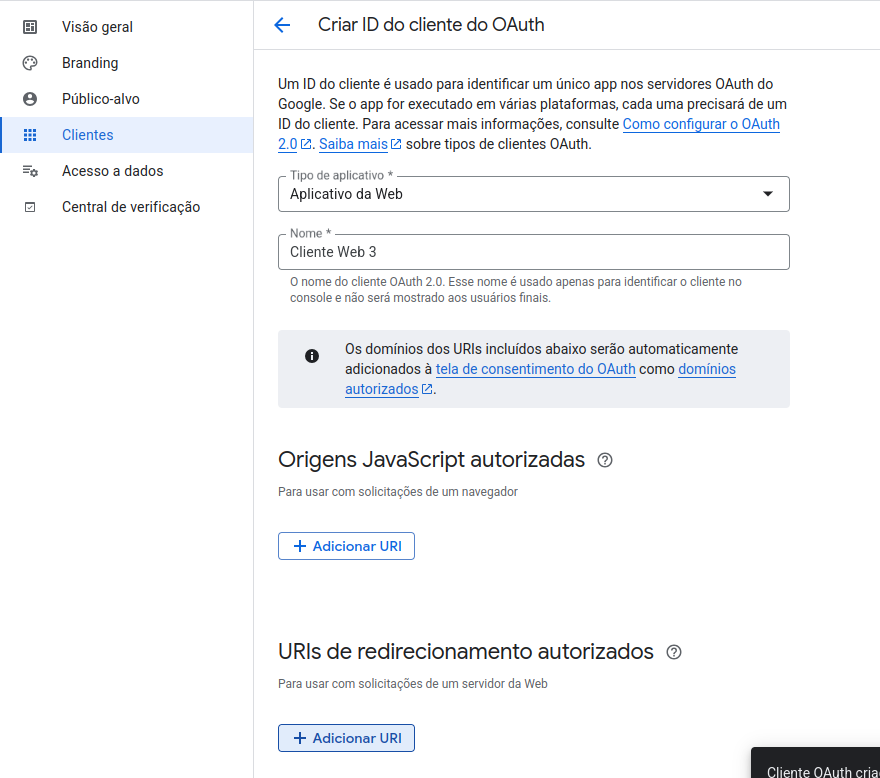 Visão geral
Branding
Público-alvo
Clientes
Acesso a dados
Central de verificação
Criar ID do cliente do OAuth
Um ID do cliente é usado para identificar um único app nos servidores OAuth do
Google. Se o app for executado em várias plataformas, cada uma precisará de um
ID do cliente. Para acessar mais informações, consulte Como configurar o OAuth
2.0. Saiba mais sobre tipos de clientes OAuth.
Tipo de aplicativo *
Aplicativo da Web
Nome *
Cliente Web 3
O nome do cliente OAuth 2.0. Esse nome é usado apenas para identificar o cliente no
console e não será mostrado aos usuários finais.
Os domínios dos URIs incluídos abaixo serão automaticamente
adicionados à tela de consentimento do OAuth como domínios
autorizados.
Origens JavaScript autorizadas
Para usar com solicitações de um navegador
+ Adicionar URI
URIs de redirecionamento autorizados
Para usar com solicitações de um servidor da Web
+ Adicionar URI
Cliente OAuth